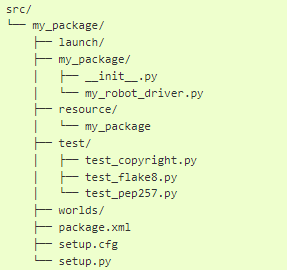 src/
└── my_package/
    ├── launch/
    ├── my_package/
    │   ├── __init__.py
    │   └── my_robot_driver.py
    ├── resource/
    │   └── my_package
    ├── test/
    │   ├── test_copyright.py
    │   ├── test_flake8.py
    │   └── test_pep257.py
    ├── worlds/
    ├── package.xml
    ├── setup.cfg
    └── setup.py